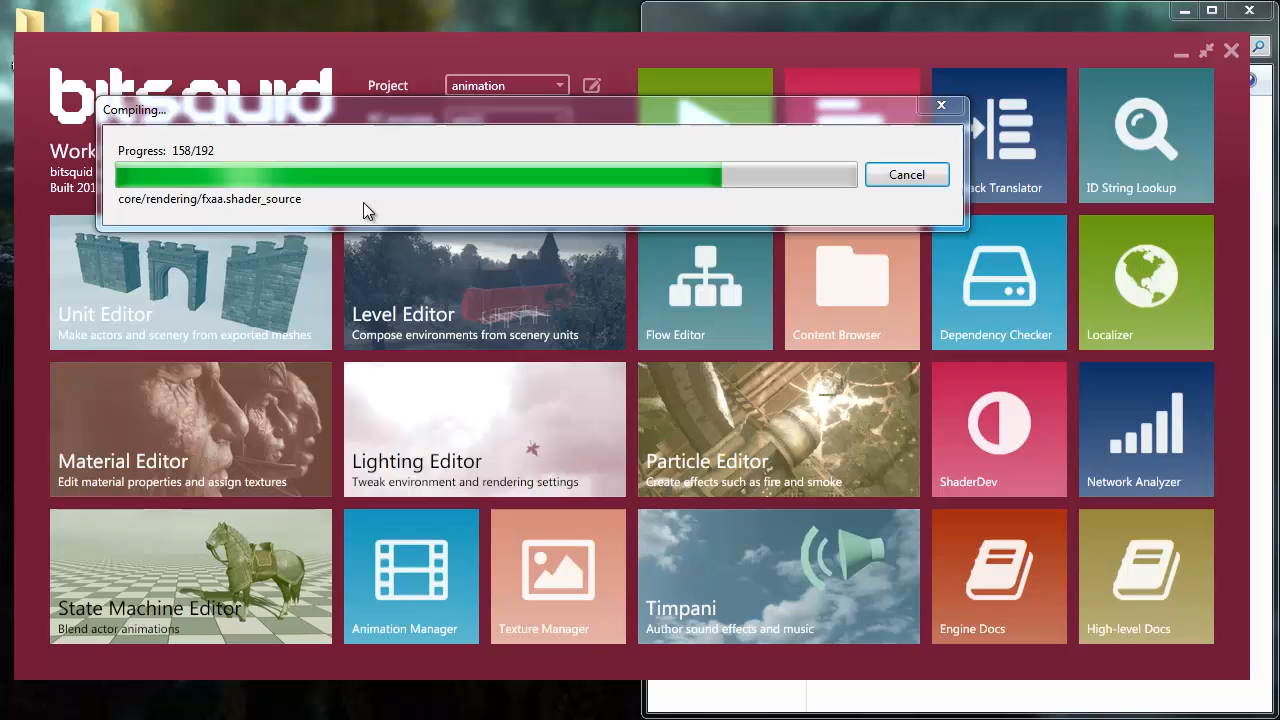 bitsquid
Project
animation
Compiling...
Progress: 158/192
Cancel
core/rendering/fxaa.shader_source
Work
bitsquid
Built 201
Translator
ID String Lookup
Unit Editor
Make actors and scenery from exported meshes
Level Editor
Compose environments from scenery units
Flow Editor
Content Browser
Dependency Checker
Localizer
Material Editor
Edit material properties and assign textures
Lighting Editor
Tweak environment and rendering settings
Particle Editor
Create effects such as fire and smoke
ShaderDev
Network Analyzer
State Machine Editor
Blend actor animations
Animation Manager
Texture Manager
Timpani
Author sound effects and music
Engine Docs
High-level Docs